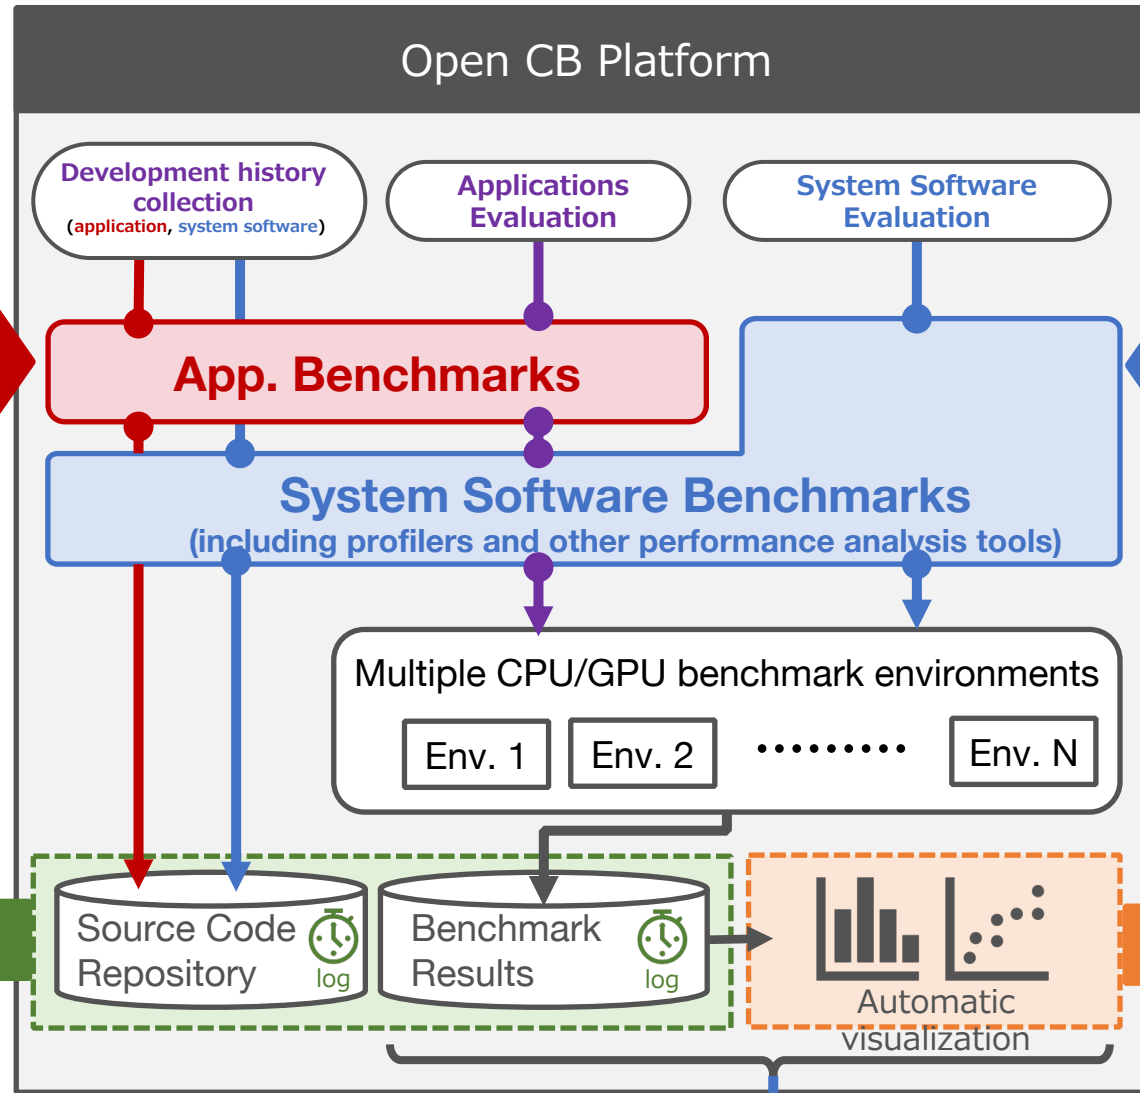 Open CB Platform
Development history
collection
(application, system software)
Applications
Evaluation
System Software
Evaluation
App. Benchmarks
System Software Benchmarks
(including profilers and other performance analysis tools)
Multiple CPU/GPU benchmark environments
Env. 1
Env. 2
.........
Env. N
Source Code
Repository
log
Benchmark
Results
log
Automatic
visualization